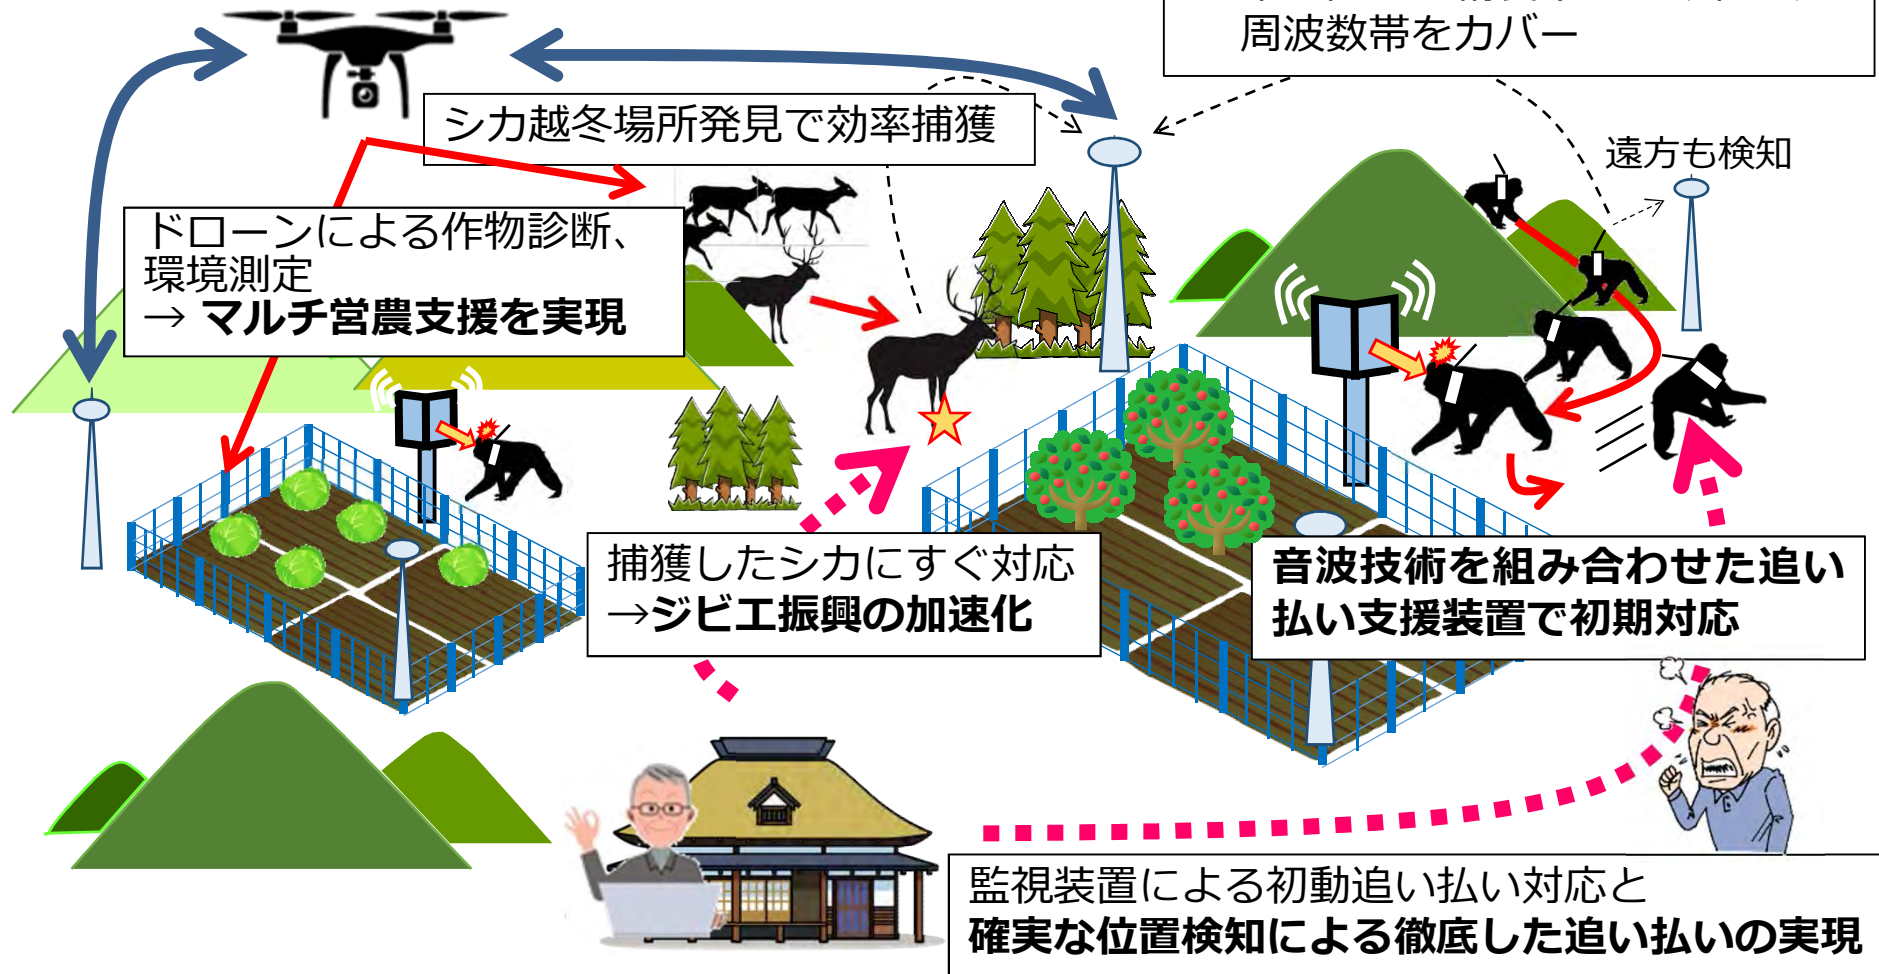 周波数帯をカバー
シカ越冬場所発見で効率捕獲
遠方も検知
ドローンによる作物診断、
環境測定
→ マルチ営農支援を実現
捕獲したシカにすぐ対応
→ジビエ振興の加速化
音波技術を組み合わせた追い
払い支援装置で初期対応
監視装置による初動追い払い対応と
確実な位置検知による徹底した追い払いの実現